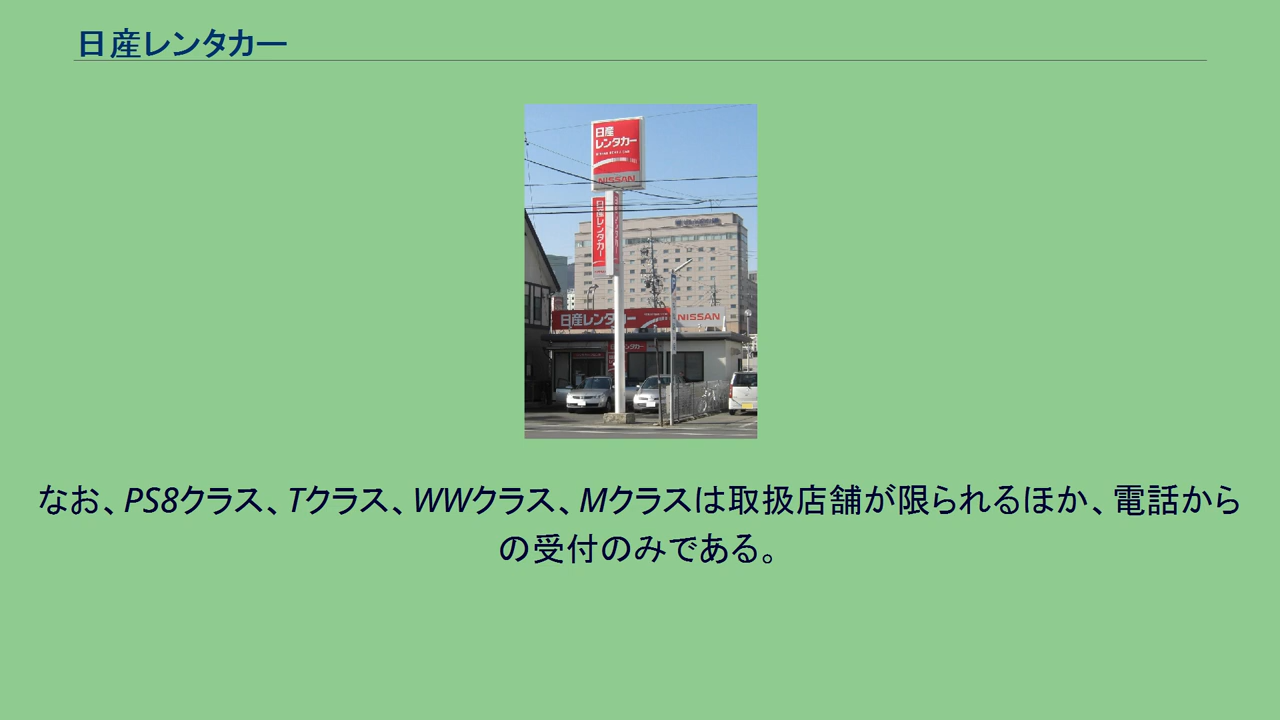 日産レンタカー
日産
レンタカー
NISSAN
日産レンタカー
日産レンタカー
NISSAN
なお、PS8クラス、Tクラス、WWクラス、Mクラスは取扱店舗が限られるほか、電話から
の受付のみである。